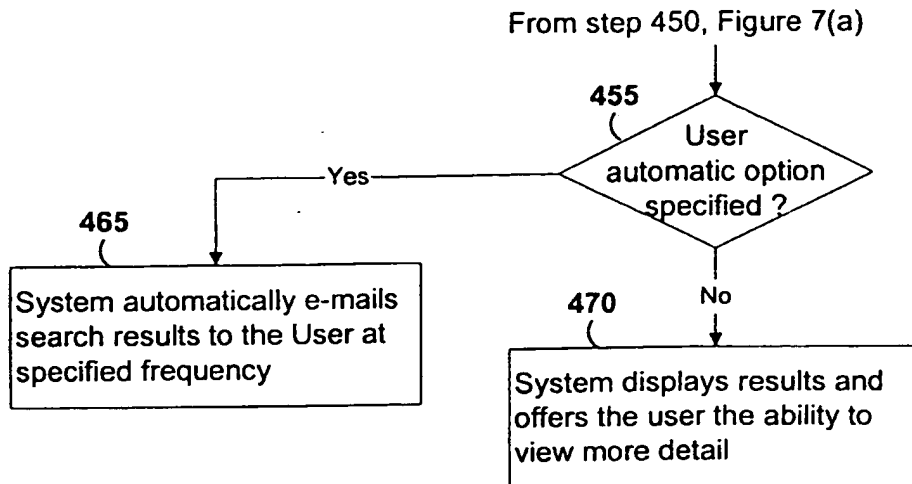 From step 450, Figure 7(a)
455
User
automatic option
specified ?
Yes
465
System automatically e-mails
search results to the User at
specified frequency
No
470
System displays results and
offers the user the ability to
view more detail